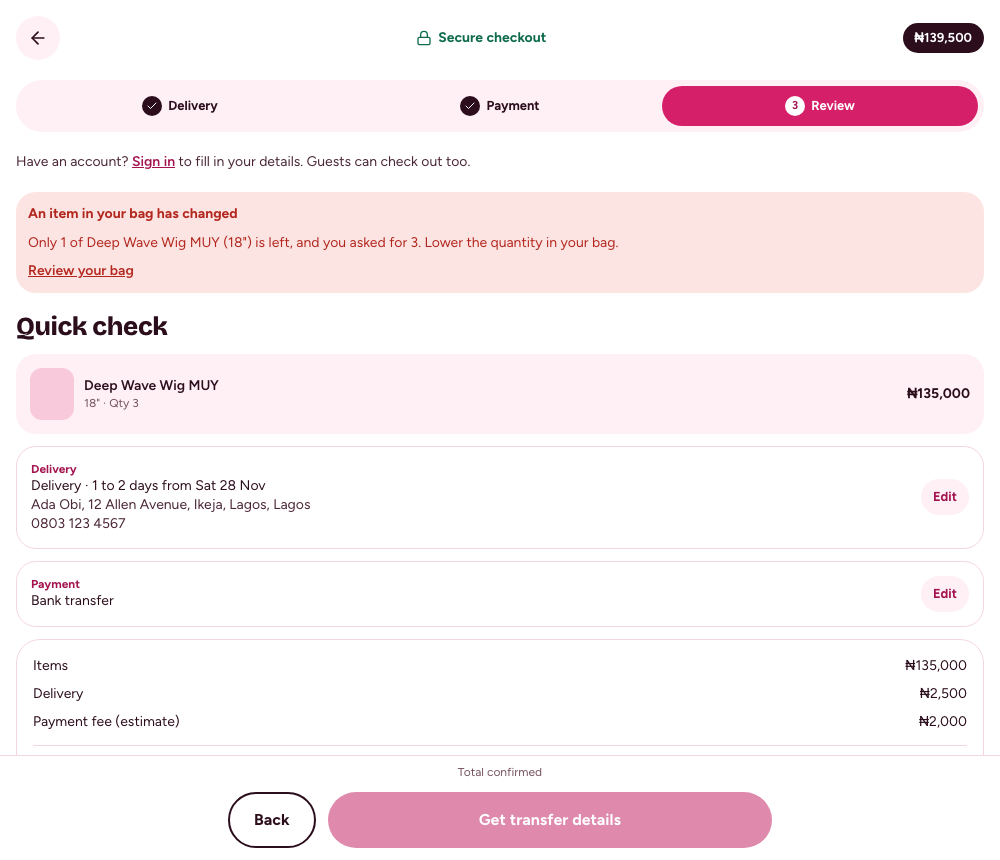 Secure checkout
₦139,500
Delivery
Payment
3 Review
Have an account? Sign in to fill in your details. Guests can check out too.
An item in your bag has changed
Only 1 of Deep Wave Wig MUY (18") is left, and you asked for 3. Lower the quantity in your bag.
Review your bag
Quick check
Deep Wave Wig MUY
18" · Qty 3
₦135,000
Delivery
Delivery · 1 to 2 days from Sat 28 Nov
Ada Obi, 12 Allen Avenue, Ikeja, Lagos, Lagos
0803 123 4567
Edit
Payment
Bank transfer
Edit
Items ₦135,000
Delivery ₦2,500
Payment fee (estimate) ₦2,000
Total confirmed
Back
Get transfer details